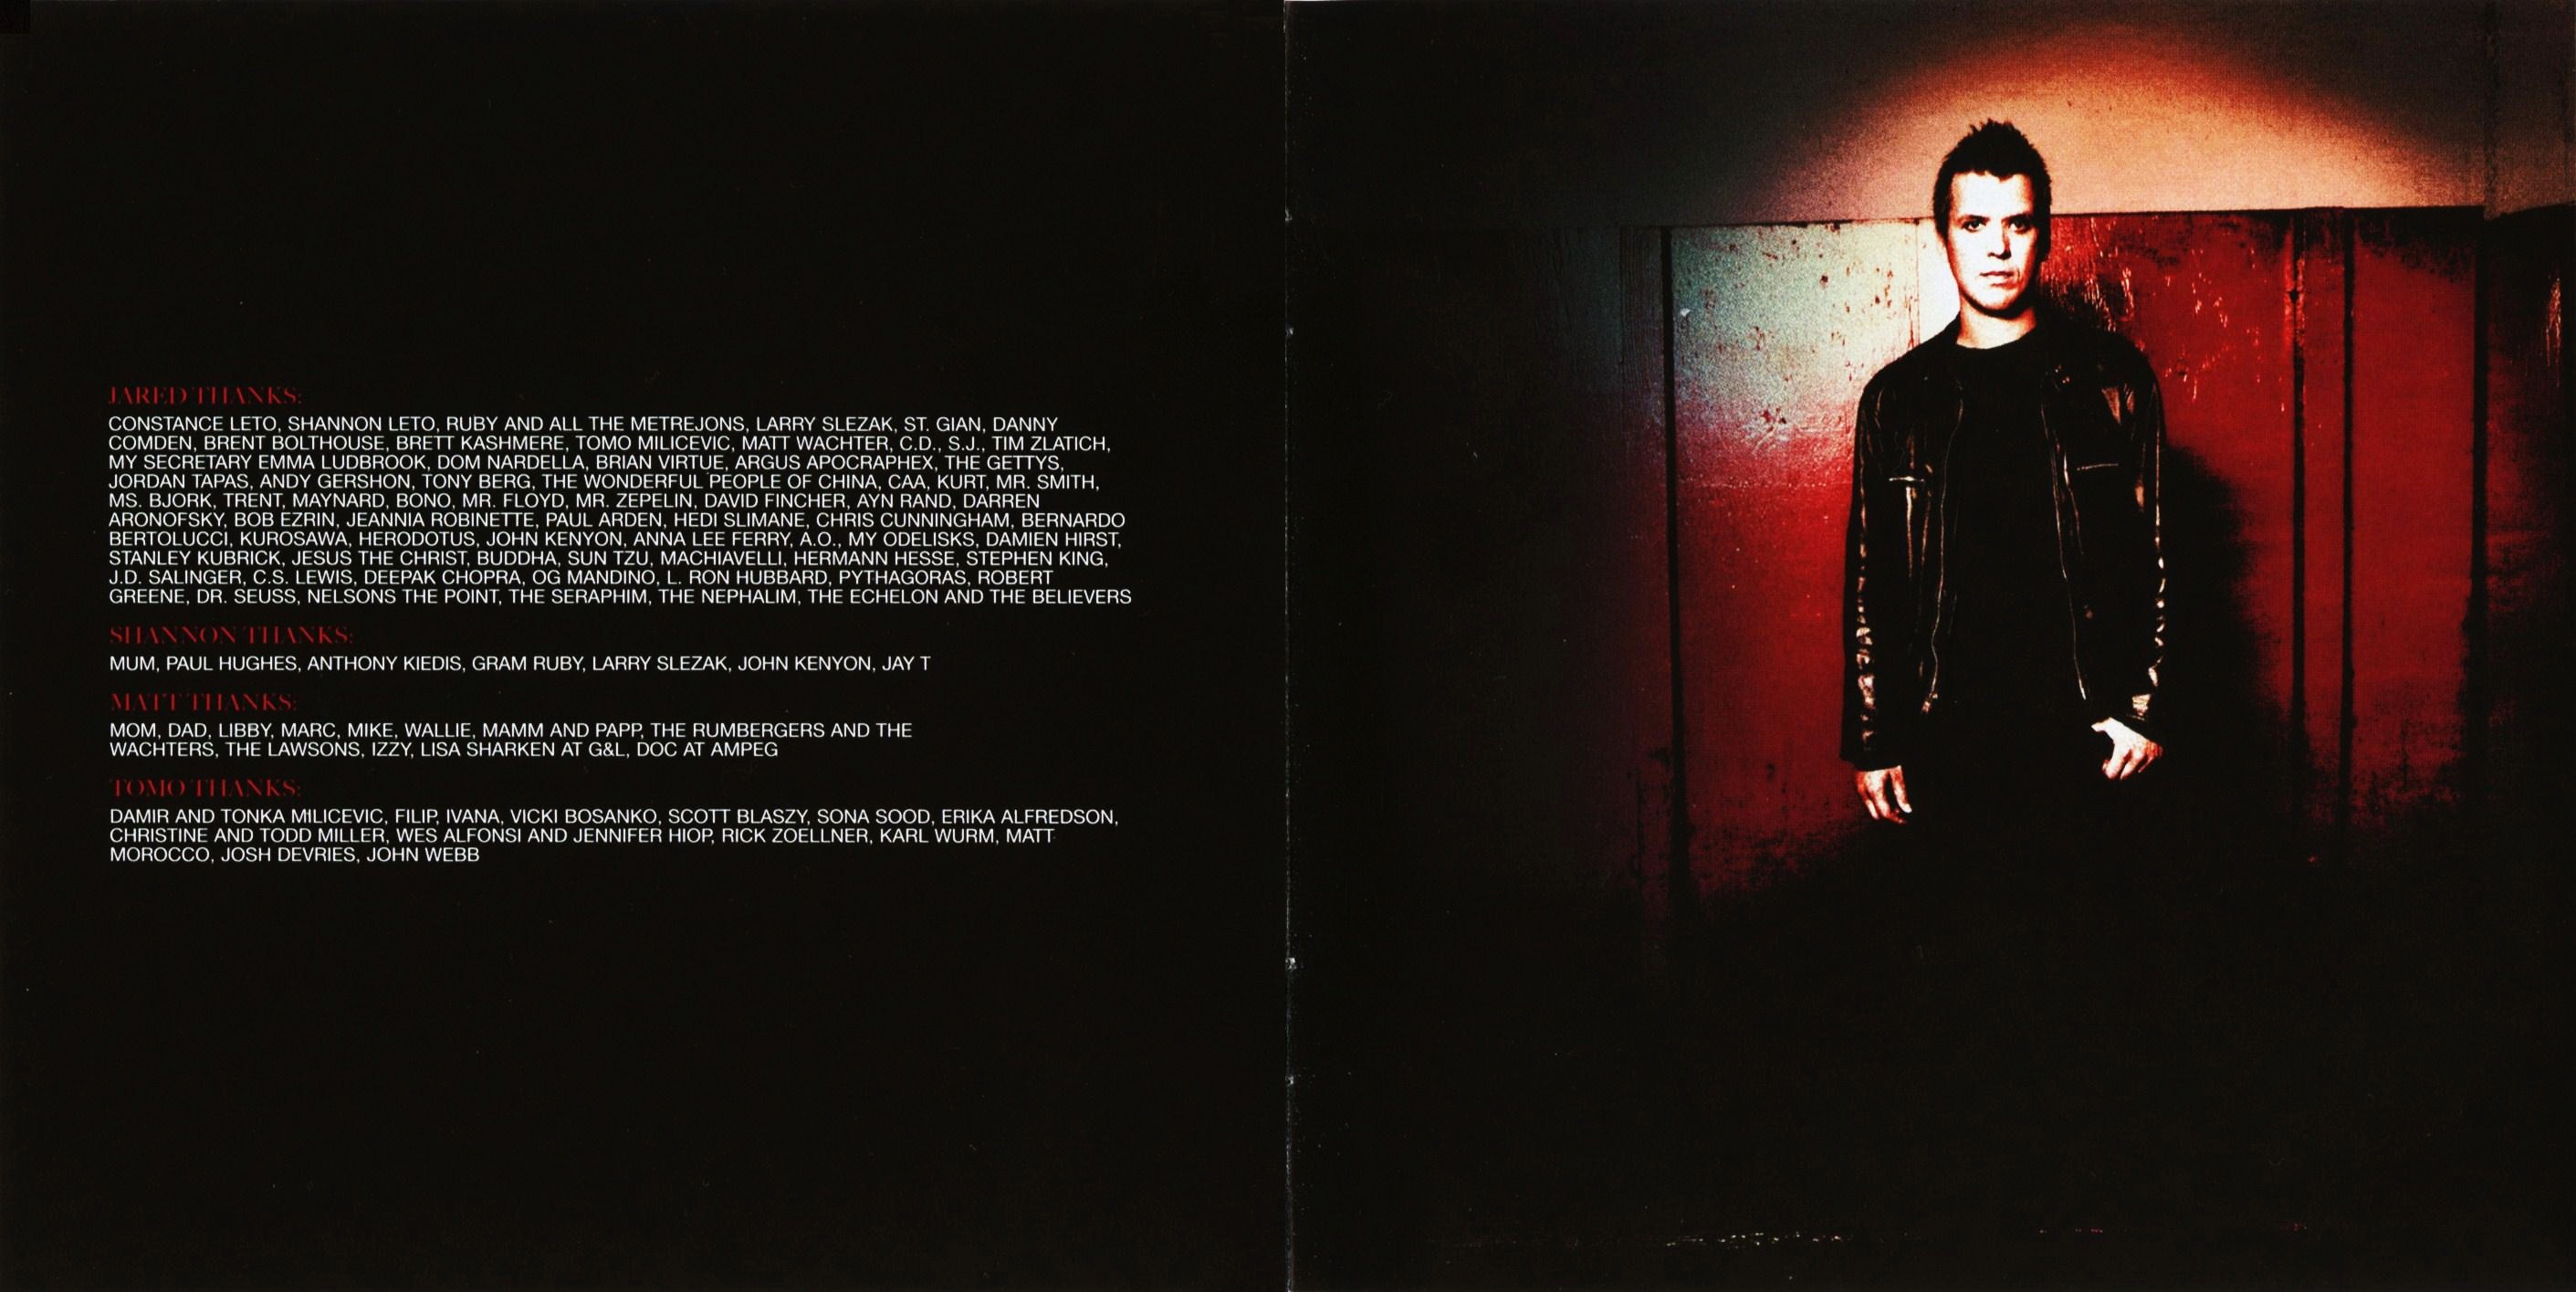 JARED THANKS:
CONSTANCE LETO, SHANNON LETO, RUBY AND ALL THE METREJONS, LARRY SLEZAK, ST. GIAN, DANNY
COMDEN, BRENT BOLTHOUSE, BRETT KASHMERE, TOMO MILICEVIC, MATT WACHTER, C.D., S.J., TIM ZLATICH,
MY SECRETARY EMMA LUDBROOK, DOM NARDELLA, BRIAN VIRTUE, ARGUS APOCRAPHEX, THE GETTYS,
JORDAN TAPAS, ANDY GERSHON, TONY BERG, THE WONDERFUL PEOPLE OF CHINA, CAA, KURT, MR. SMITH,
MS. BJORK, TRENT, MAYNARD, BONO, MR. FLOYD, MR. ZEPELIN, DAVID FINCHER, AYN RAND, DARREN
ARONOFSKY, BOB EZRIN, JEANNIA ROBINETTE, PAUL ARDEN, HEDI SLIMANE, CHRIS CUNNINGHAM, BERNARDO
BERTOLUCCI, KUROSAWA, HERODOTUS, JOHN KENYON, ANNA LEE FERRY, A.O., MY ODELISKS, DAMIEN HIRST,
STANLEY KUBRICK, JESUS THE CHRIST, BUDDHA, SUN TZU, MACHIAVELLI, HERMANN HESSE, STEPHEN KING,
J.D. SALINGER, C.S. LEWIS, DEEPAK CHOPRA, OG MANDINO, L. RON HUBBARD, PYTHAGORAS, ROBERT
GREENE, DR. SEUSS, NELSONS THE POINT, THE SERAPHIM, THE NEPHALIM, THE ECHELON AND THE BELIEVERS
SHANNON THANKS:
MUM, PAUL HUGHES, ANTHONY KIEDIS, GRAM RUBY, LARRY SLEZAK, JOHN KENYON, JAY T
MATT THANKS:
MOM, DAD, LIBBY, MARC, MIKE, WALLIE, MAMM AND PAPP, THE RUMBERGERS AND THE
WACHTERS, THE LAWSONS, IZZY, LISA SHARKEN AT G&L, DOC AT AMPEG
TOMO THANKS:
DAMIR AND TONKA MILICEVIC, FILIP, IVANA, VICKI BOSANKO, SCOTT BLASZY, SONA SOOD, ERIKA ALFREDSON,
CHRISTINE AND TODD MILLER, WES ALFONSI AND JENNIFER HIOP, RICK ZOELLNER, KARL WURM, MATT
MOROCCO, JOSH DEVRIES, JOHN WEBB